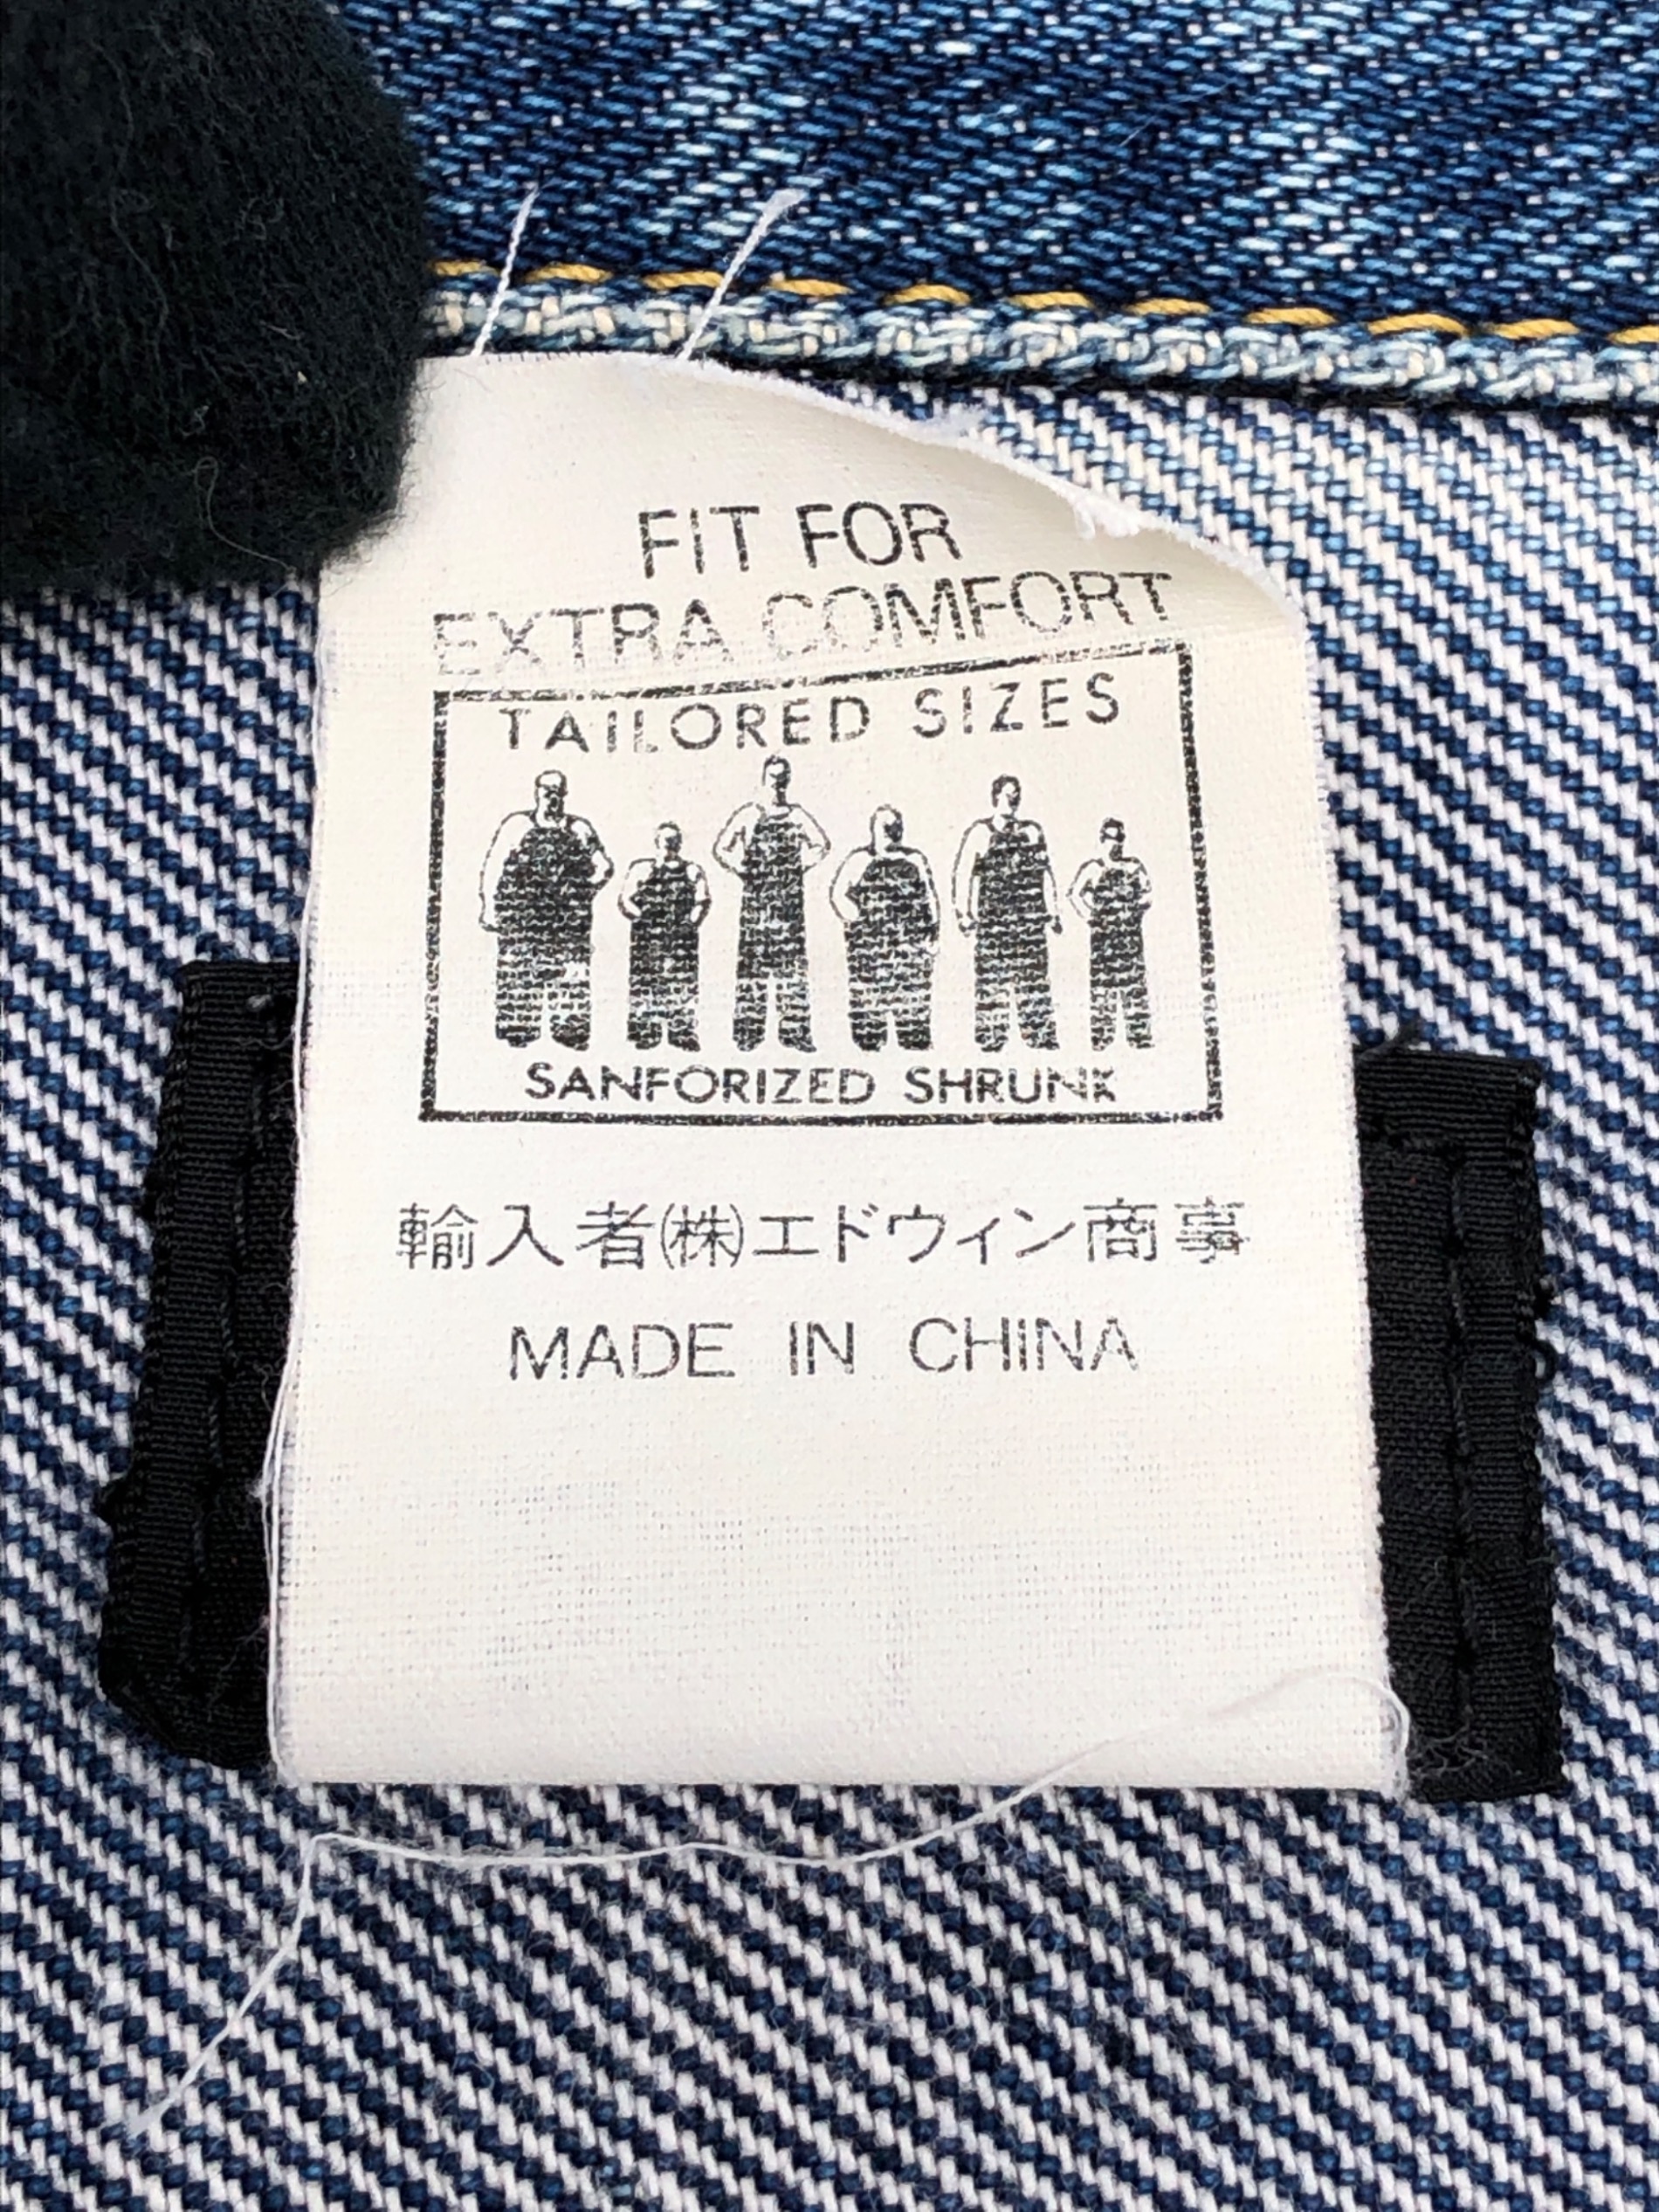 FIT FOR
EXTRA COMFORT
TAILORED SIZES
SANFORIZED SHRUNK
輸入者㈱エドウィン商事
MADE IN CHINA